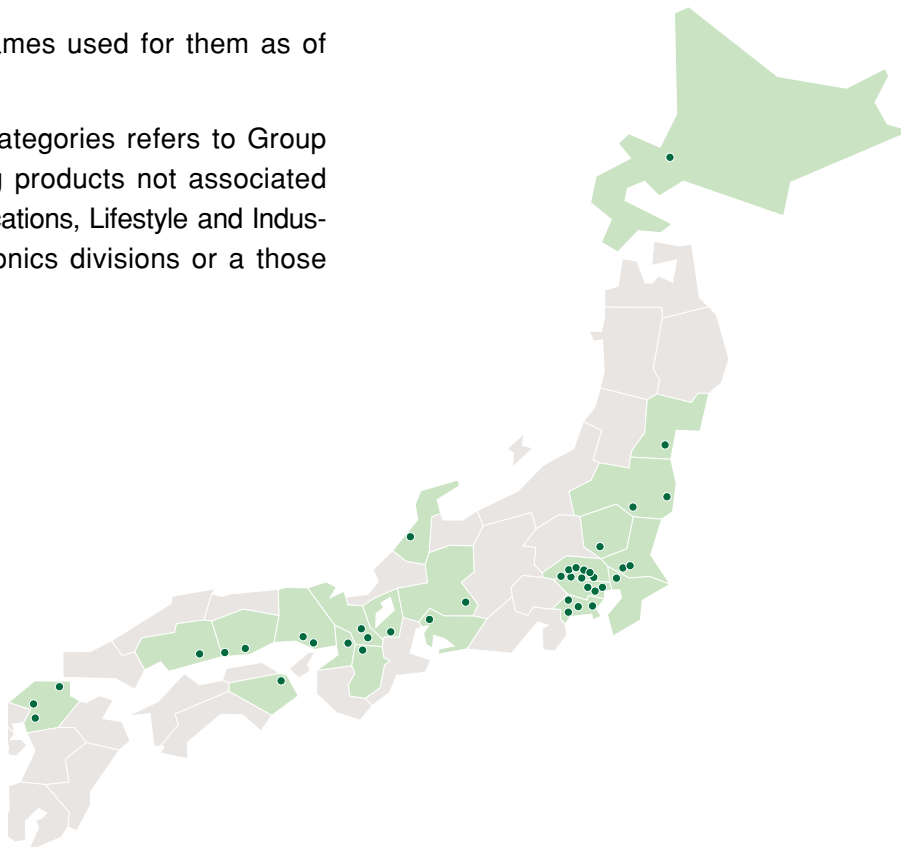 ames used for them as of
ategories refers to Group
g products not associated
cations, Lifestyle and Indus-
onics divisions or a those